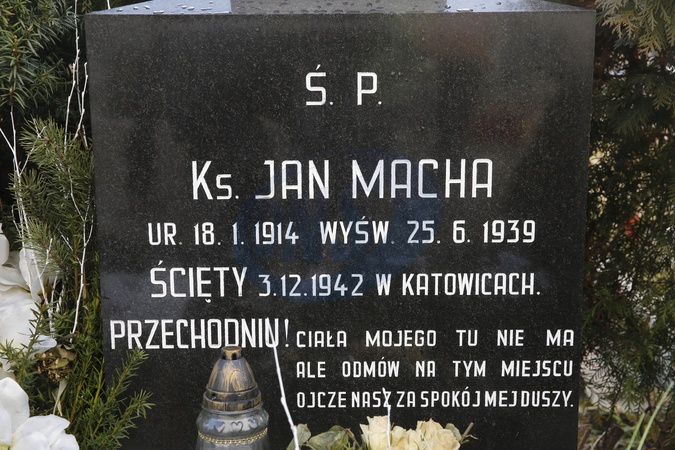 Ś. P.
Ks. JAN MACHA
UR. 18. 1. 1914 WYŚW. 25. 6. 1939
ŚCIĘTY 3.12.1942 W KATOWICACH.
PRZECHODNIU! CIAŁA MOJEGO TU NIE MA
ALE ODMÓW NA TYM MIEJSCU
OJCZE NASZ ZA SPOKÓJ MEJ DUSZY.